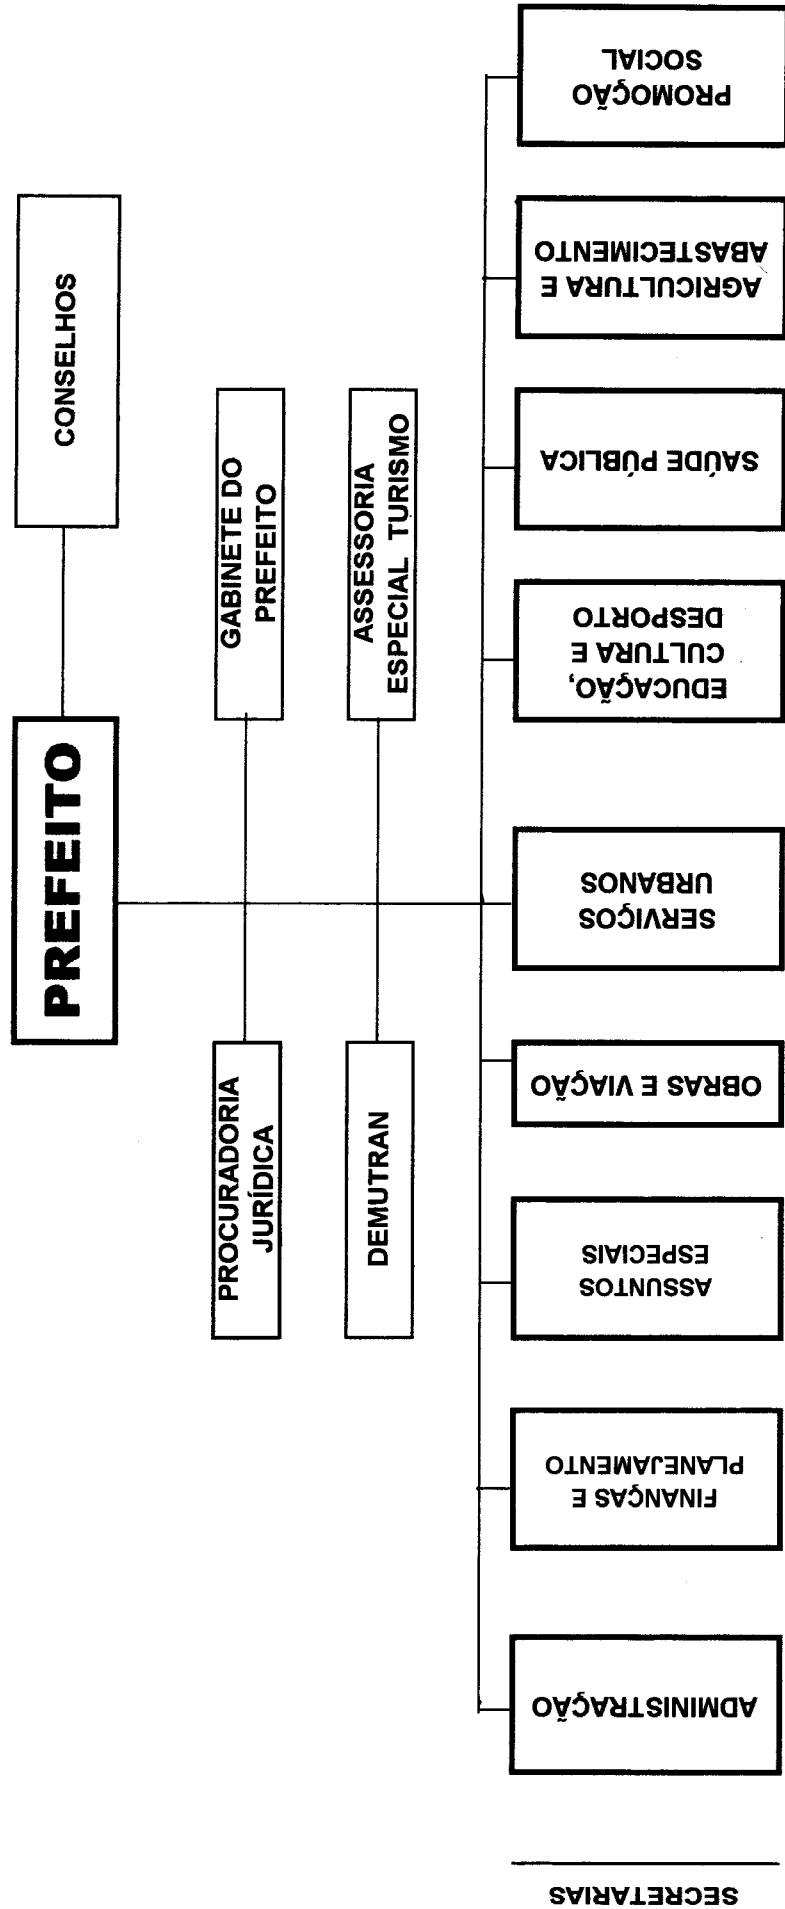 PREFEITO
CONSELHOS
PROCURADORIA
JURÍDICA
GABINETE DO
PREFEITO
DEMUTRAN
ASSESSORIA
ESPECIAL TURISMO
SECRETARIAS
ADMINISTRAÇÃO
FINANÇAS E
PLANEJAMENTO
ASSUNTOS
ESPECIAIS
OBRAS E VIAÇÃO
SERVIÇOS
URBANOS
EDUCAÇÃO,
CULTURA E
DESPORTO
SAÚDE PÚBLICA
AGRICULTURA E
ABASTECIMENTO
PROMOÇÃO
SOCIAL